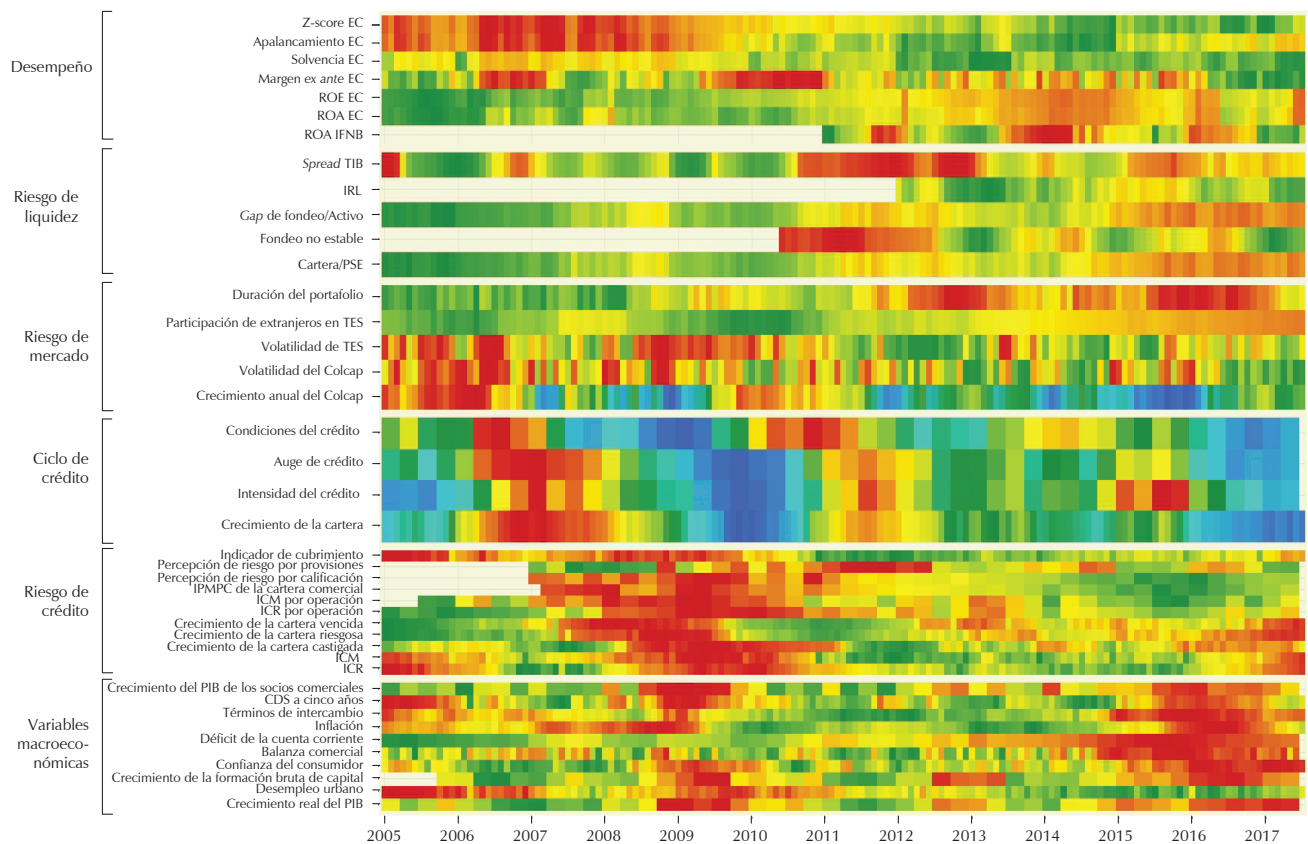 Desempeño
Z-score EC
Apalancamiento EC
Solvencia EC
Margen ex ante EC
ROE EC
ROA EC
ROA IFNB
Riesgo de
liquidez
Spread TIB
IRL
Gap de fondeo/Activo
Fondeo no estable
Cartera/PSE
Riesgo de
mercado
Duración del portafolio
Participación de extranjeros en TES
Volatilidad de TES
Volatilidad del Colcap
Crecimiento anual del Colcap
Ciclo de
crédito
Condiciones del crédito
Auge de crédito
Intensidad del crédito
Crecimiento de la cartera
Riesgo de
crédito
Indicador de cubrimiento
Percepción de riesgo por provisiones
Percepción de riesgo por calificación
IPMPC de la cartera comercial
ICM por operación
ICR por operación
Crecimiento de la cartera vencida
Crecimiento de la cartera riesgosa
Crecimiento de la cartera castigada
ICM
ICR
Variables
macroeco-
nómicas
Crecimiento del PIB de los socios comerciales
CDS a cinco años
Términos de intercambio
Inflación
Déficit de la cuenta corriente
Balanza comercial
Confianza del consumidor
Crecimiento de la formación bruta de capital
Desempleo urbano
Crecimiento real del PIB
2005 2006 2007 2008 2009 2010 2011 2012 2013 2014 2015 2016 2017